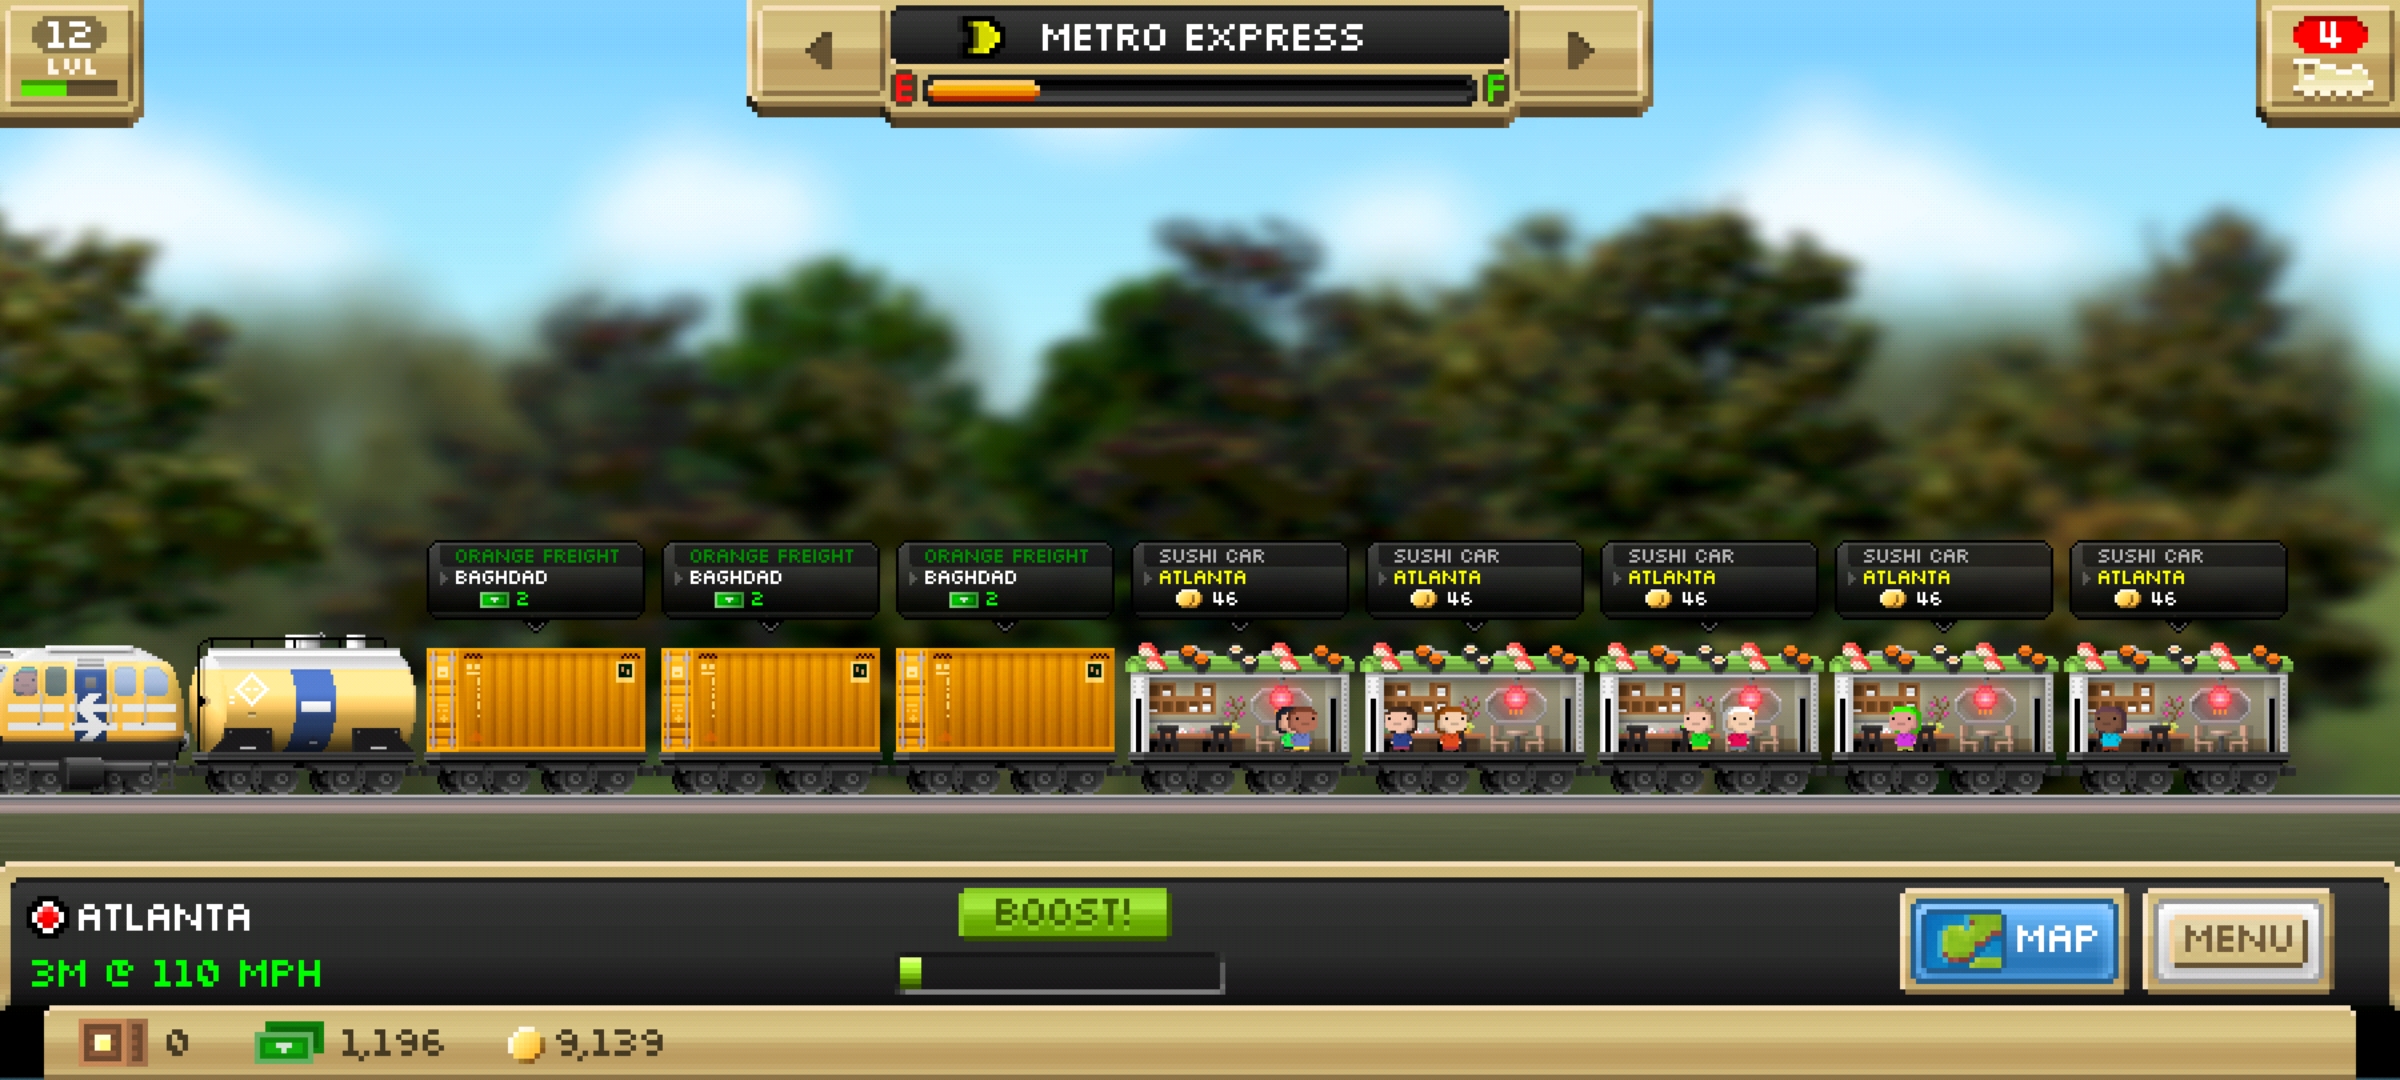 12
LVL
METRO EXPRESS
E F
4
ORANGE FREIGHT
BAGHDAD
2
ORANGE FREIGHT
BAGHDAD
2
ORANGE FREIGHT
BAGHDAD
2
SUSHI CAR
ATLANTA
46
SUSHI CAR
ATLANTA
46
SUSHI CAR
ATLANTA
46
SUSHI CAR
ATLANTA
46
SUSHI CAR
ATLANTA
46
ATLANTA
3M @ 110 MPH
BOOST!
MAP
MENU
0
1,196
9,139